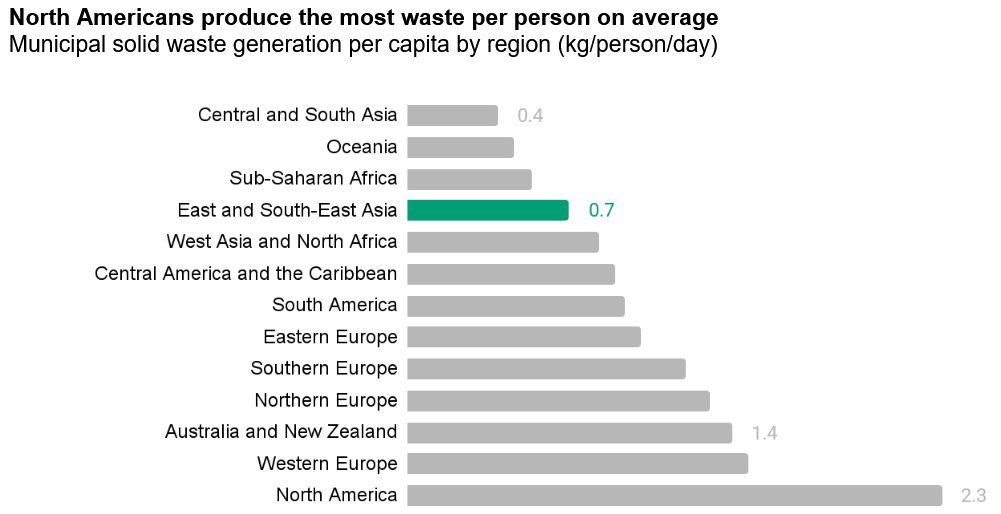 North Americans produce the most waste per person on average
Municipal solid waste generation per capita by region (kg/person/day)
Central and South Asia 0.4
Oceania
Sub-Saharan Africa
East and South-East Asia 0.7
West Asia and North Africa
Central America and the Caribbean
South America
Eastern Europe
Southern Europe
Northern Europe
Australia and New Zealand 1.4
Western Europe
North America 2.3